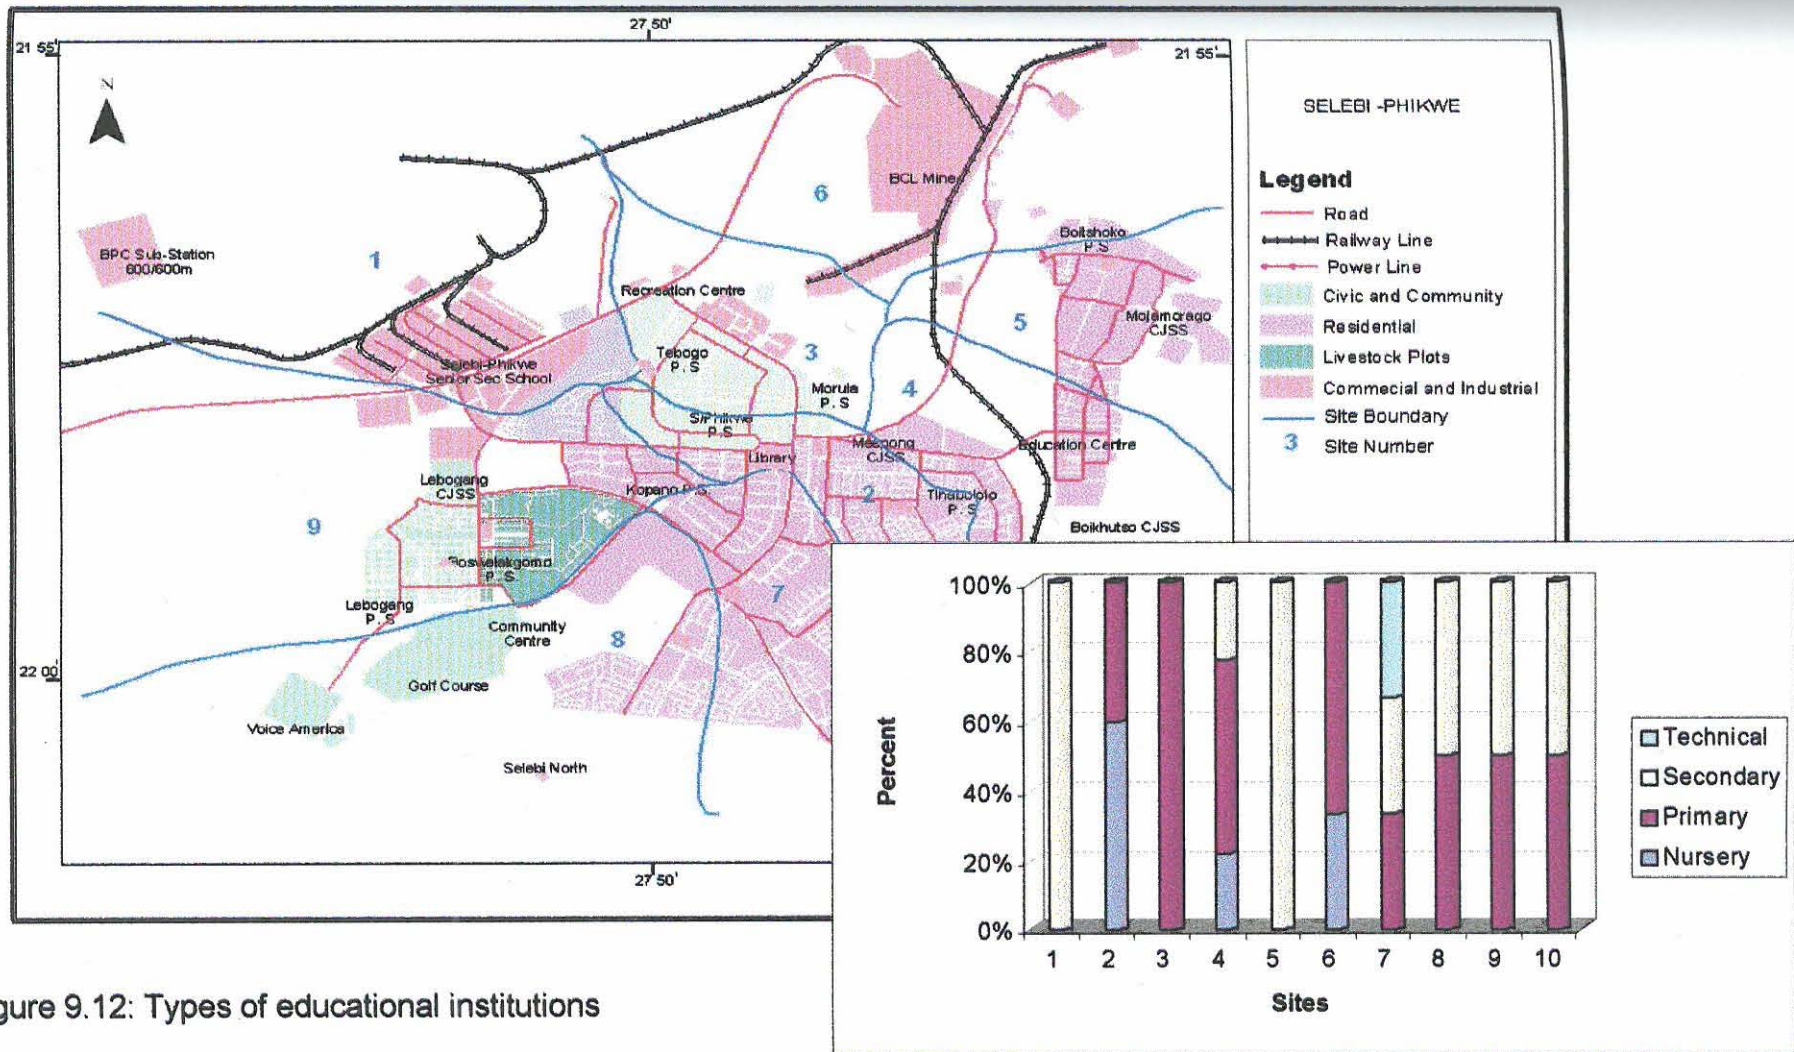 27 50'
21 55'
21 55'
N
SELEBI -PHIKWE
Legend
Road
Railway Line
Power Line
Civic and Community
Residential
Livestock Plots
Commecial and Industrial
Site Boundary
3 Site Number
BCL Mine
6
BPC Sub-Station
600/600m
1
Boitshoko
P.S
Recreation Centre
5
Mojamorago
CJSS
Tebogo
P.S
3
Selebi-Phikwe
Senior Sec School
Morula
P.S
4
S/Phikwe
P.S
Meepong
CJSS
Education Centre
Library
Lebogang
CJSS
Kopano P.S.
2
P.S
9
Boikhutso CJSS
P.S
7
Lebogang
P.S
Community
Centre
8
22 00'
Golf Course
Voice America
Selebi North
27 50'
100%
80%
60%
40%
20%
0%
Percent
1 2 3 4 5 6 7 8 9 10
Sites
Technical
Secondary
Primary
Nursery
gure 9.12: Types of educational institutions